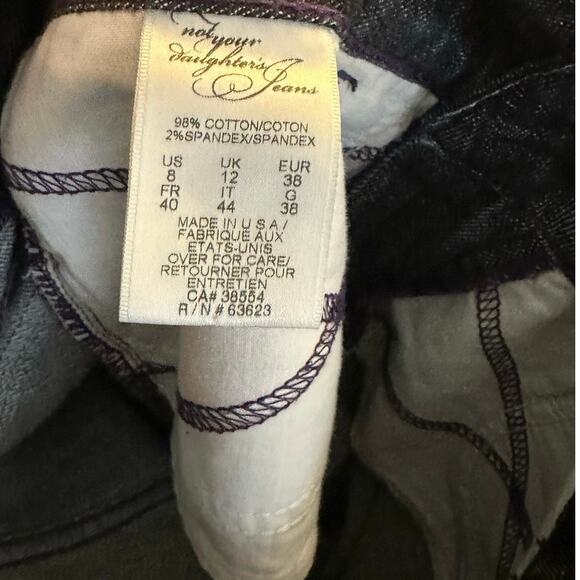 not your
daughter's
Jeans
98% COTTON/COTON
2%SPANDEX/SPANDEX
US UK EUR
8 12 38
FR IT G
40 44 38
MADE IN U.S.A/
FABRIQUE AUX
ETATS-UNIS
OVER FOR CARE/
RETOURNER POUR
ENTRETIEN
CA# 38554
R/N # 63623